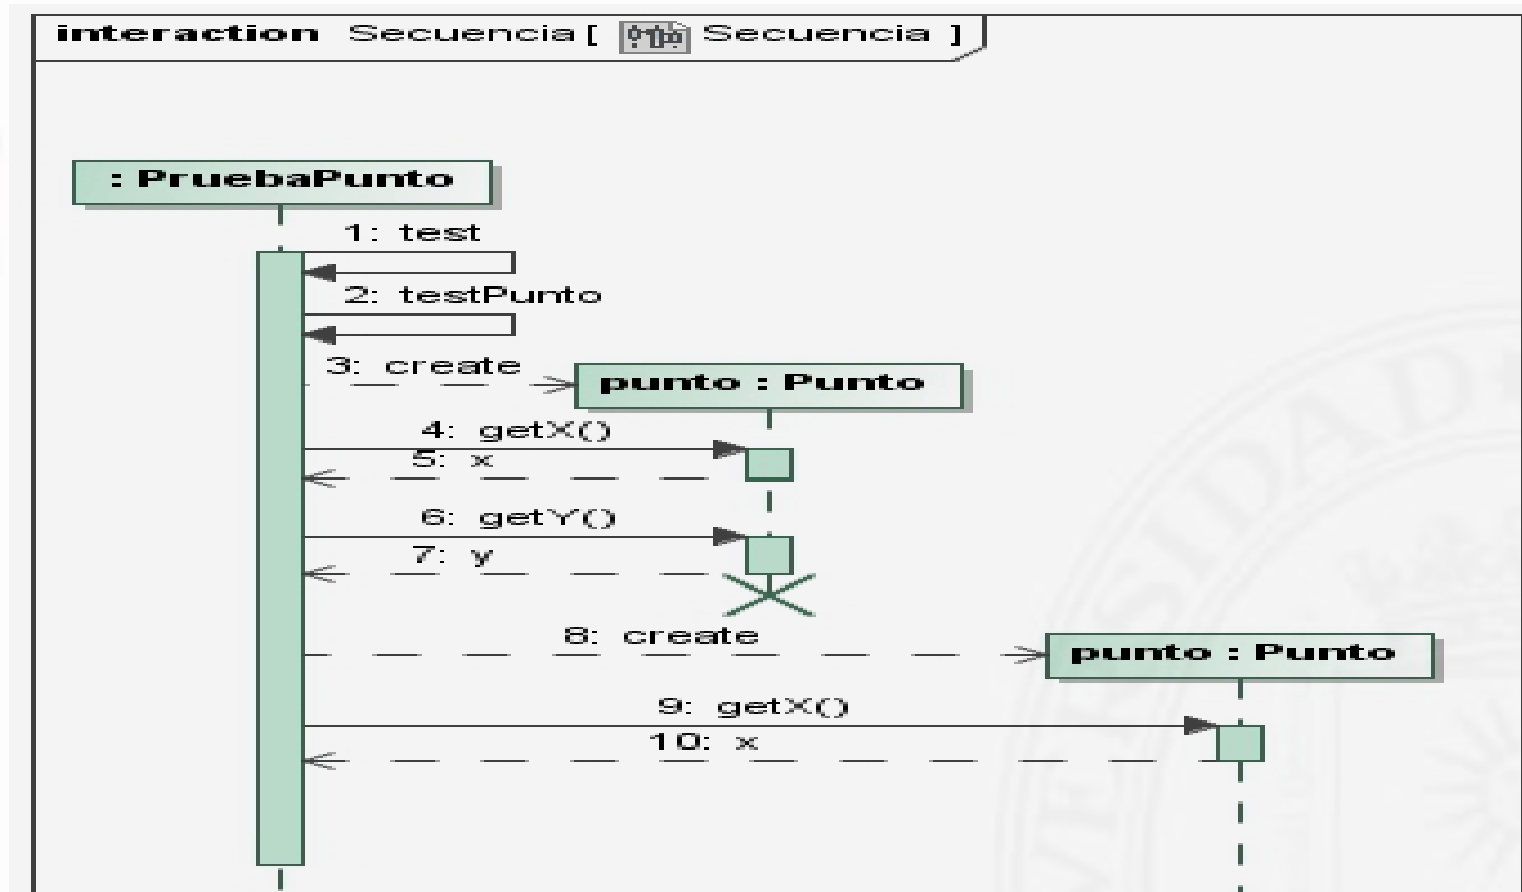 interaction Secuencia [ Secuencia ]
: PruebaPunto
1: test
2: testPunto
3: create
punto : Punto
4: getX()
5: x
6: getY()
7: y
8: create
punto : Punto
9: getX()
10: x
VERSIDAD